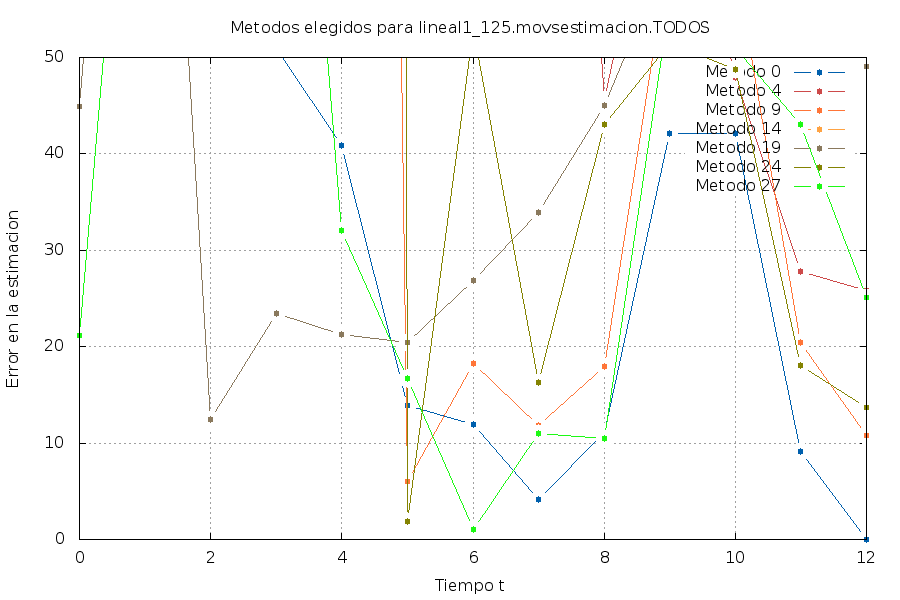 Metodos elegidos para lineal1_125.movsestimacion.TODOS
Error en la estimacion
50
40
30
20
10
0
0 2 4 6 8 10 12
Tiempo t
Metodo 0
Metodo 4
Metodo 9
Metodo 14
Metodo 19
Metodo 24
Metodo 27